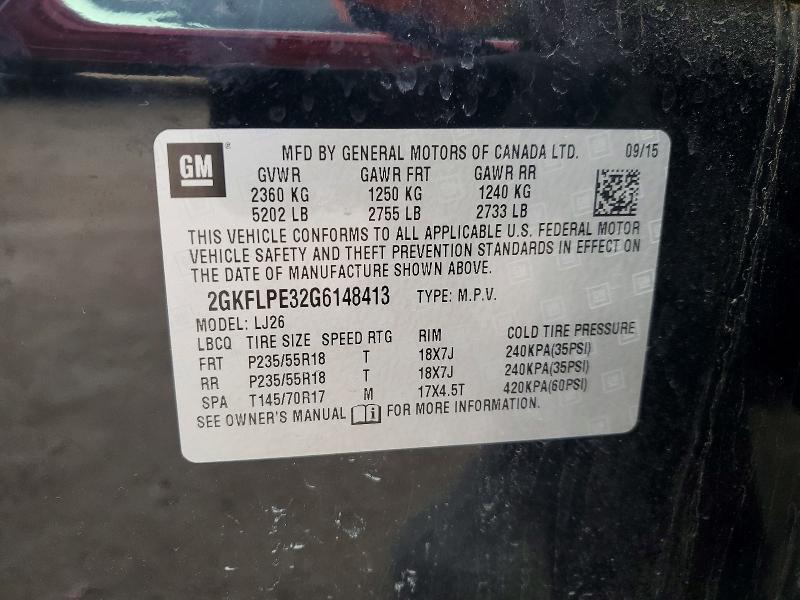 GM
MFD BY GENERAL MOTORS OF CANADA LTD. 09/15
GVWR GAWR FRT GAWR RR
2360 KG 1250 KG 1240 KG
5202 LB 2755 LB 2733 LB
THIS VEHICLE CONFORMS TO ALL APPLICABLE U.S. FEDERAL MOTOR
VEHICLE SAFETY AND THEFT PREVENTION STANDARDS IN EFFECT ON
THE DATE OF MANUFACTURE SHOWN ABOVE.
2GKFLPE32G6148413 TYPE: M.P.V.
MODEL: LJ26
LBCQ TIRE SIZE SPEED RTG RIM COLD TIRE PRESSURE
FRT P235/55R18 T 18X7J 240KPA(35PSI)
RR P235/55R18 T 18X7J 240KPA(35PSI)
SPA T145/70R17 M 17X4.5T 420KPA(60PSI)
SEE OWNER'S MANUAL FOR MORE INFORMATION.